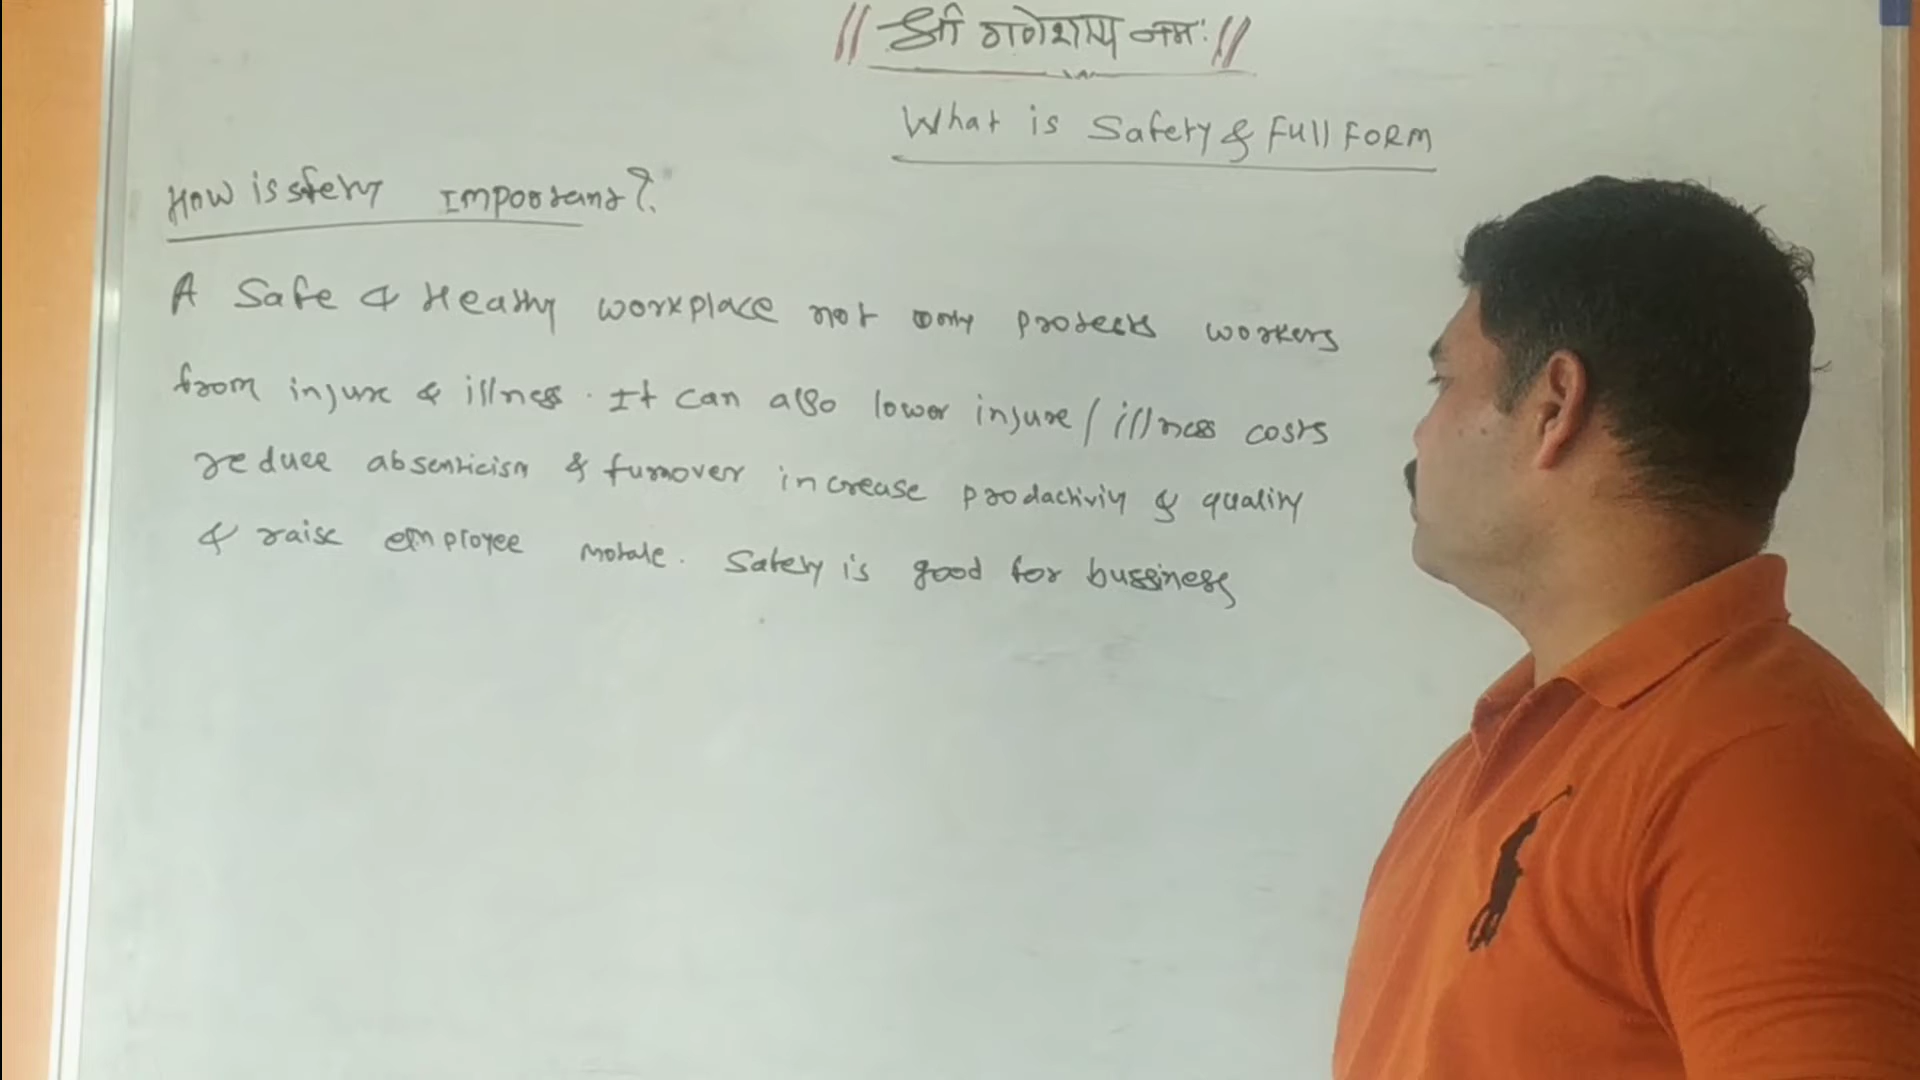 || श्री गणेशाय नमः ||
What is Safety & Full FORM
How is sfety Important?
A Safe & Healthy workplace not only protects workers
from injure & illness. It can also lower injure / illness costs
reduce absenticism & turnover increase prodactivity & quality
& raise employee morale. Safety is good for bussiness